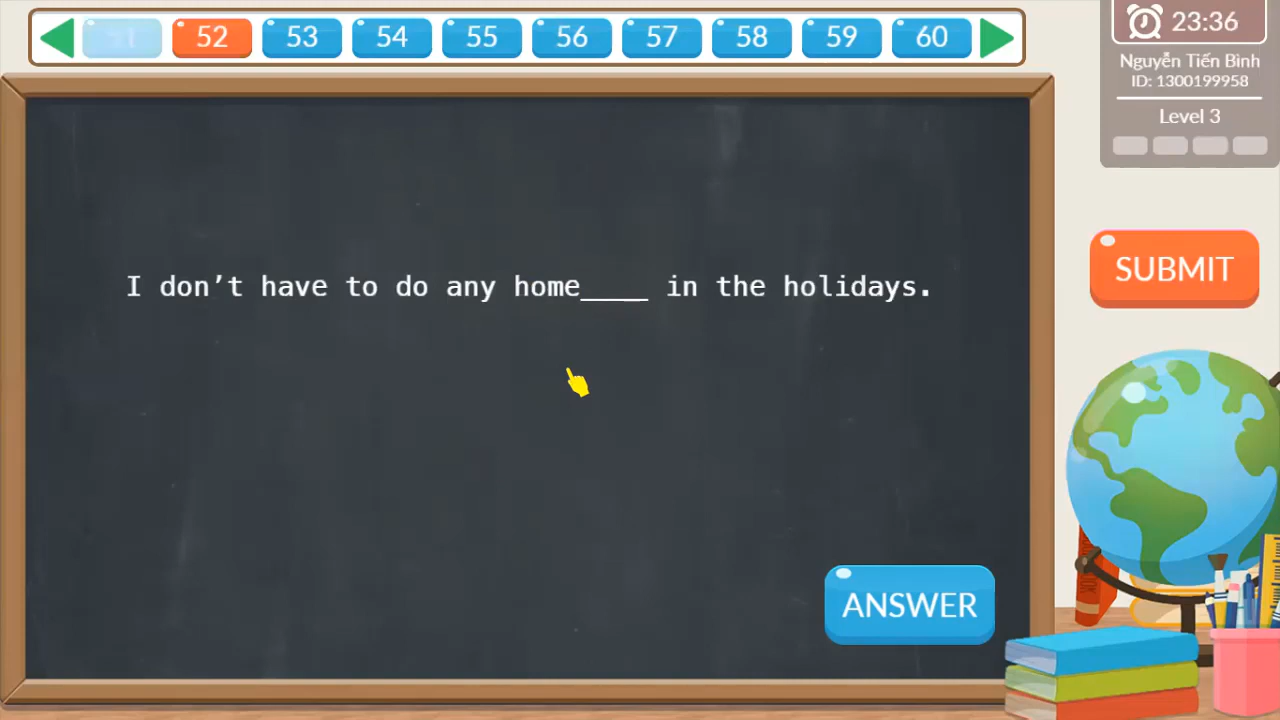 51 52 53 54 55 56 57 58 59 60
23:36
Nguyễn Tiến Bình
ID: 1300199958
Level 3
SUBMIT
I don’t have to do any home____ in the holidays.
ANSWER